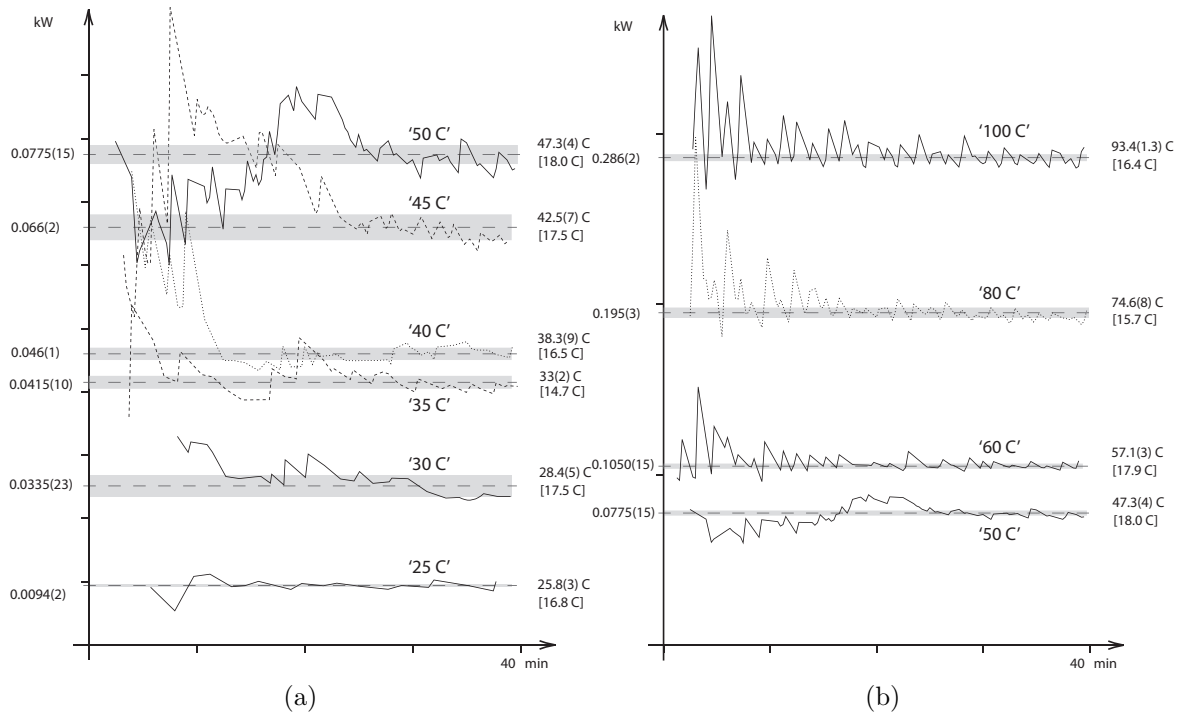 kW
'50 C'
0.0775(15)
47.3(4) C
[18.0 C]
'45 C'
0.066(2)
42.5(7) C
[17.5 C]
'40 C'
0.046(1)
38.3(9) C
[16.5 C]
0.0415(10)
33(2) C
[14.7 C]
'35 C'
'30 C'
0.0335(23)
28.4(5) C
[17.5 C]
'25 C'
0.0094(2)
25.8(3) C
[16.8 C]
40 min
(a)
kW
'100 C'
0.286(2)
93.4(1.3) C
[16.4 C]
'80 C'
0.195(3)
74.6(8) C
[15.7 C]
'60 C'
0.1050(15)
57.1(3) C
[17.9 C]
0.0775(15)
47.3(4) C
[18.0 C]
'50 C'
40 min
(b)